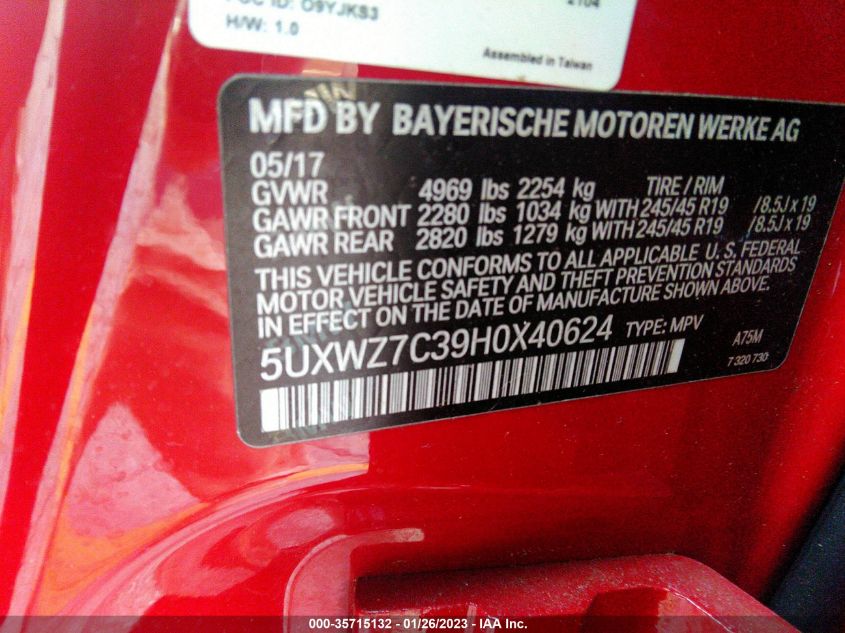 FCC ID: O9YJKS3
2104
H/W: 1.0
Assembled in Taiwan
MFD BY BAYERISCHE MOTOREN WERKE AG
05/17
GVWR 4969 lbs 2254 kg TIRE / RIM
GAWR FRONT 2280 lbs 1034 kg WITH 245/45 R19 /8.5J x 19
GAWR REAR 2820 lbs 1279 kg WITH 245/45 R19 /8.5J x 19
THIS VEHICLE CONFORMS TO ALL APPLICABLE U.S. FEDERAL
MOTOR VEHICLE SAFETY AND THEFT PREVENTION STANDARDS
IN EFFECT ON THE DATE OF MANUFACTURE SHOWN ABOVE.
5UXWZ7C39H0X40624 TYPE: MPV A75M
7 320 730
000-35715132 - 01/26/2023 - IAA Inc.